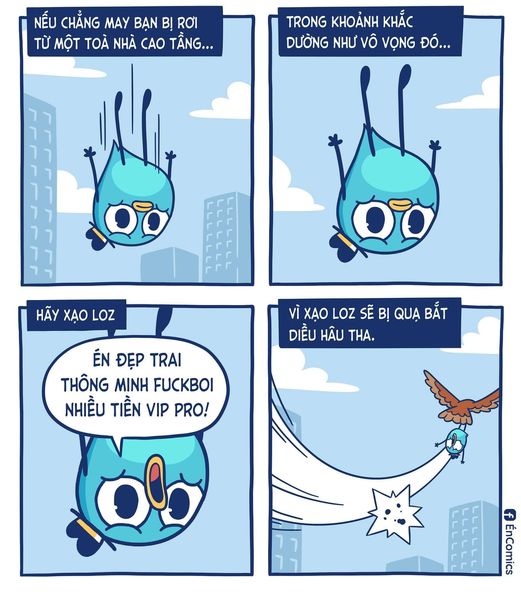 NẾU CHẲNG MAY BẠN BỊ RƠI
TỪ MỘT TOÀ NHÀ CAO TẦNG...
TRONG KHOẢNH KHẮC
DƯỜNG NHƯ VÔ VỌNG ĐÓ...
HÃY XẠO LOZ
ÉN ĐẸP TRAI
THÔNG MINH FUCKBOI
NHIỀU TIỀN VIP PRO!
VÌ XẠO LOZ SẼ BỊ QUẠ BẮT
DIỀU HÂU THA.
ÉnComics